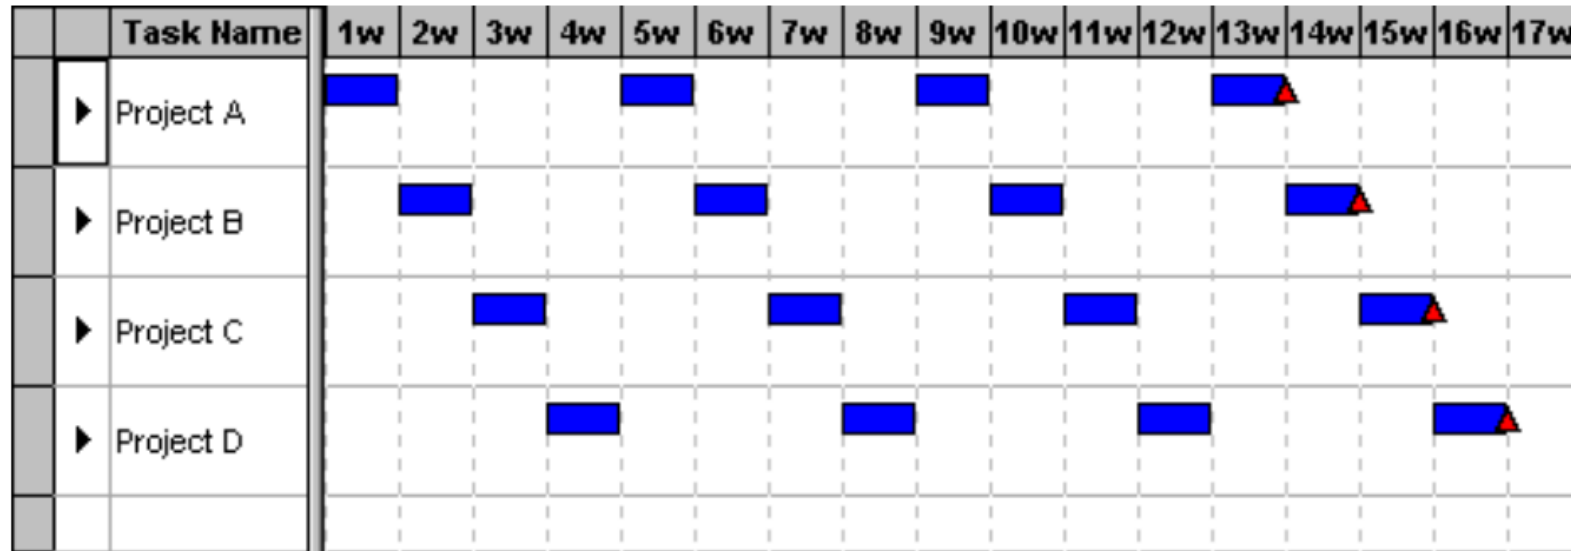 Task Name 1w 2w 3w 4w 5w 6w 7w 8w 9w 10w 11w 12w 13w 14w 15w 16w 17w
Project A
Project B
Project C
Project D